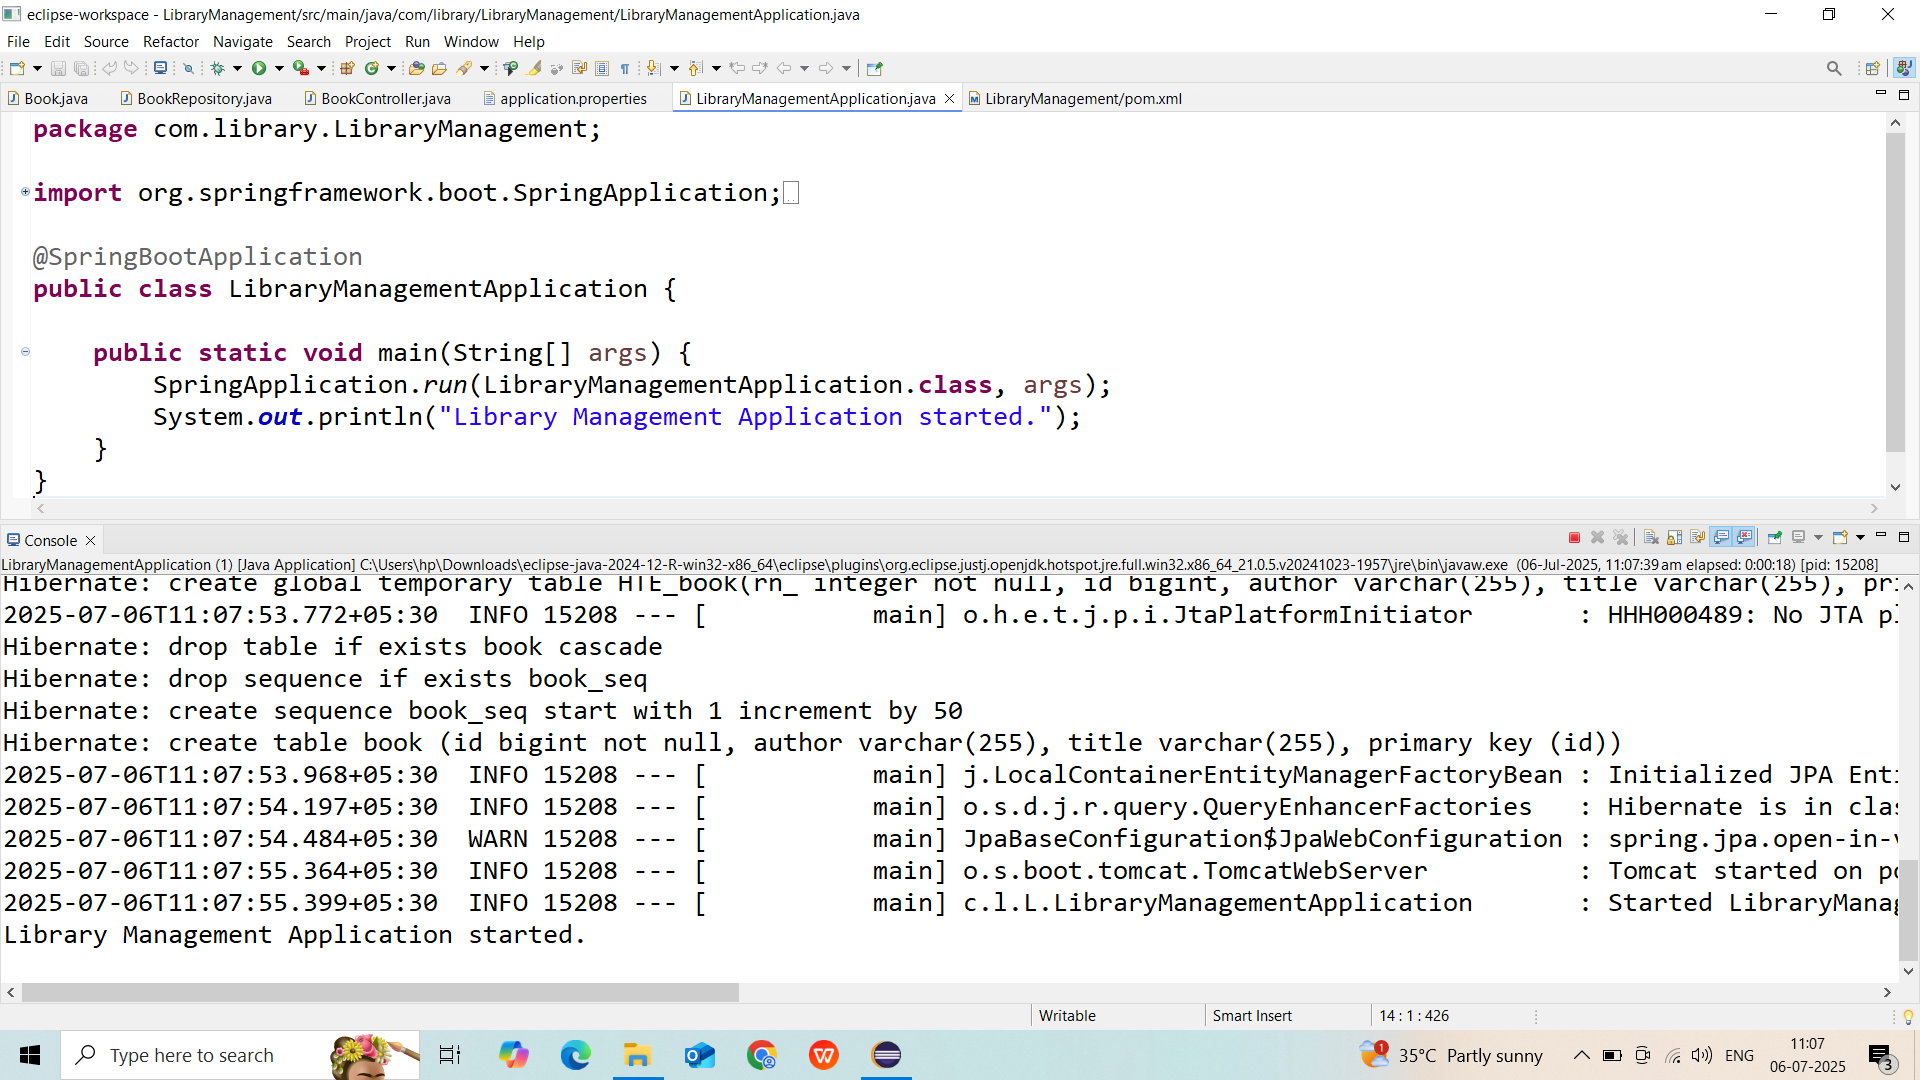 eclipse-workspace - LibraryManagement/src/main/java/com/library/LibraryManagement/LibraryManagementApplication.java
File Edit Source Refactor Navigate Search Project Run Window Help
Book.java BookRepository.java BookController.java application.properties LibraryManagementApplication.java LibraryManagement/pom.xml
package com.library.LibraryManagement;
import org.springframework.boot.SpringApplication;
@SpringBootApplication
public class LibraryManagementApplication {
public static void main(String[] args) {
SpringApplication.run(LibraryManagementApplication.class, args);
System.out.println("Library Management Application started.");
}
}
Console
LibraryManagementApplication (1) [Java Application] C:\Users\hp\Downloads\eclipse-java-2024-12-R-win32-x86_64\eclipse\plugins\org.eclipse.justj.openjdk.hotspot.jre.full.win32.x86_64_21.0.5.v20241023-1957\jre\bin\javaw.exe (06-Jul-2025, 11:07:39 am elapsed: 0:00:18) [pid: 15208]
Hibernate: create global temporary table HTE_book(rn_ integer not null, id bigint, author varchar(255), title varchar(255), pri
2025-07-06T11:07:53.772+05:30  INFO 15208 --- [           main] o.h.e.t.j.p.i.JtaPlatformInitiator       : HHH000489: No JTA pl
Hibernate: drop table if exists book cascade
Hibernate: drop sequence if exists book_seq
Hibernate: create sequence book_seq start with 1 increment by 50
Hibernate: create table book (id bigint not null, author varchar(255), title varchar(255), primary key (id))
2025-07-06T11:07:53.968+05:30  INFO 15208 --- [           main] j.LocalContainerEntityManagerFactoryBean : Initialized JPA Enti
2025-07-06T11:07:54.197+05:30  INFO 15208 --- [           main] o.s.d.j.r.query.QueryEnhancerFactories   : Hibernate is in clas
2025-07-06T11:07:54.484+05:30  WARN 15208 --- [           main] JpaBaseConfiguration$JpaWebConfiguration : spring.jpa.open-in-v
2025-07-06T11:07:55.364+05:30  INFO 15208 --- [           main] o.s.boot.tomcat.TomcatWebServer          : Tomcat started on po
2025-07-06T11:07:55.399+05:30  INFO 15208 --- [           main] c.l.L.LibraryManagementApplication       : Started LibraryManag
Library Management Application started.
Writable Smart Insert 14 : 1 : 426
Type here to search 1 35°C Partly sunny ENG 11:07
06-07-2025 3